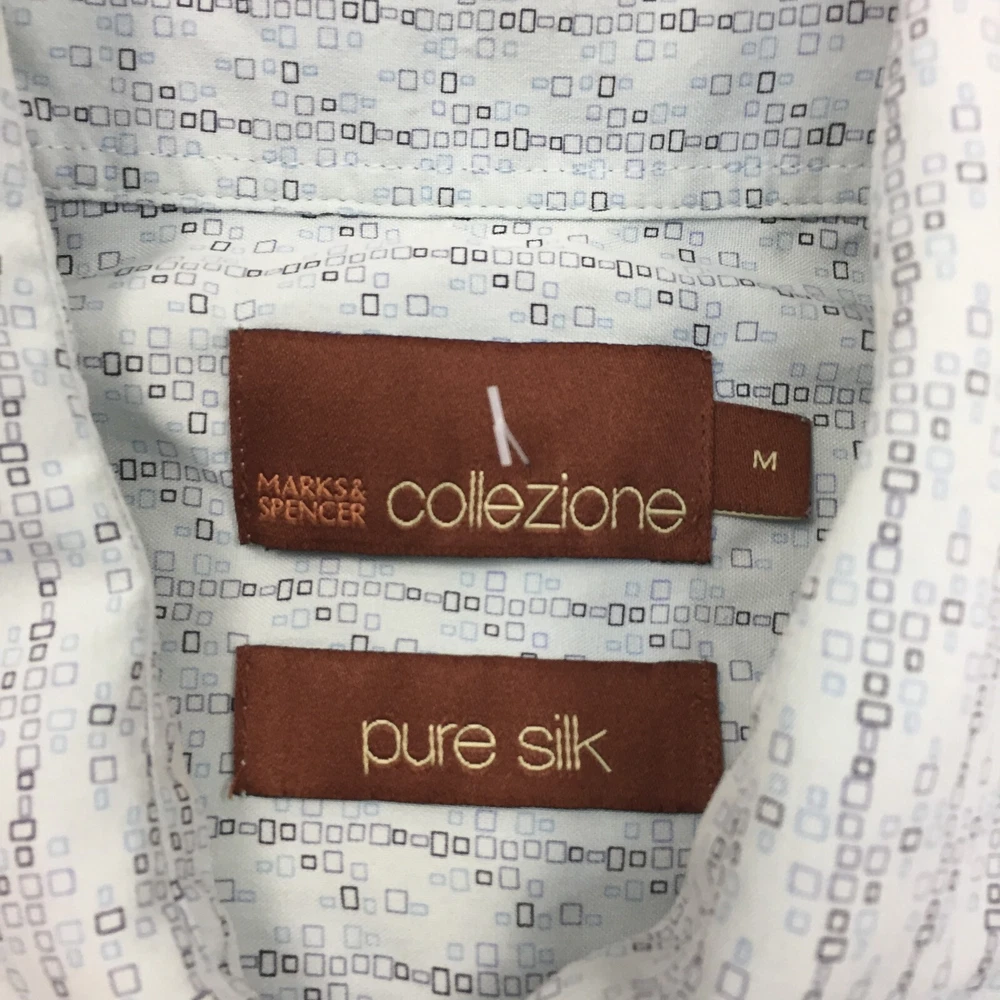 MARKS&
SPENCER collezione
M
pure silk